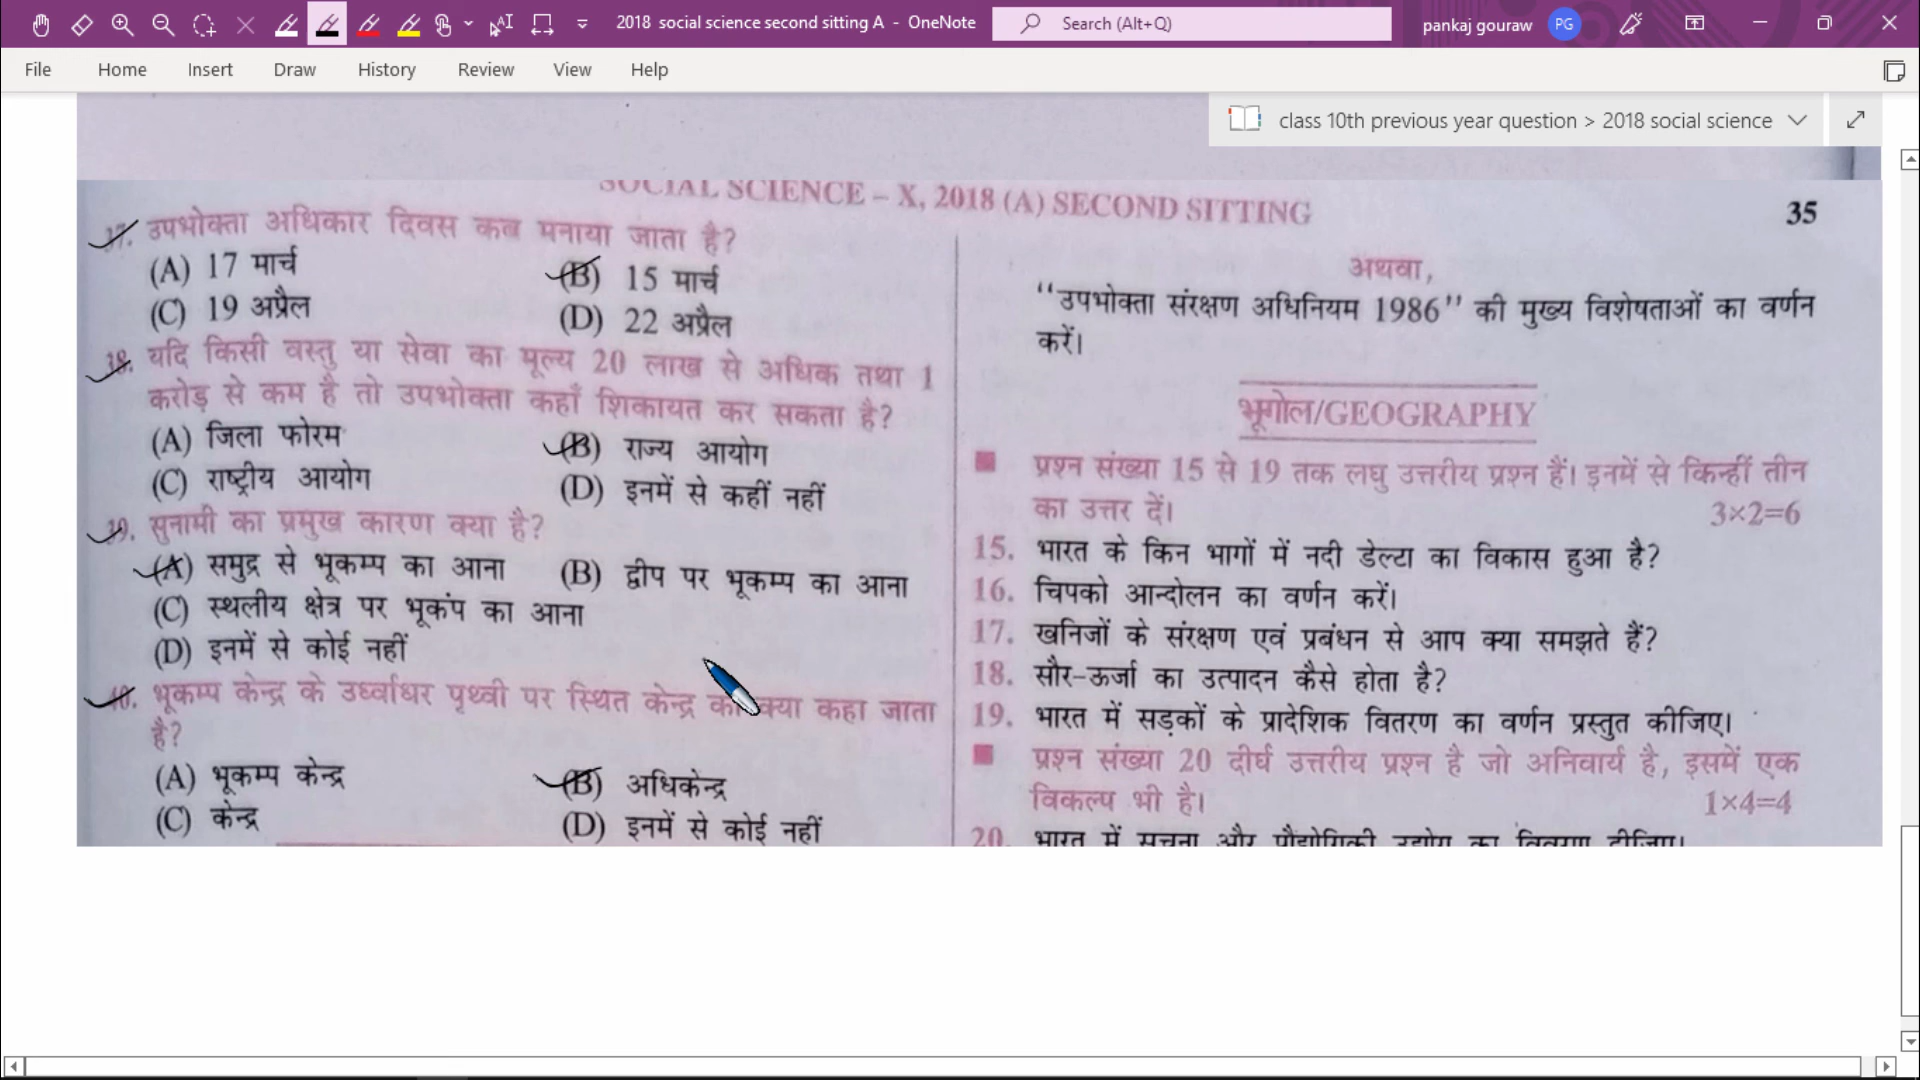 2018 social science second sitting A - OneNote
Search (Alt+Q)
pankaj gouraw
PG
File Home Insert Draw History Review View Help
class 10th previous year question > 2018 social science
SOCIAL SCIENCE – X, 2018 (A) SECOND SITTING
35
उपभोक्ता अधिकार दिवस कब मनाया जाता है?
(A) 17 मार्च (B) 15 मार्च
(C) 19 अप्रैल (D) 22 अप्रैल
18. यदि किसी वस्तु या सेवा का मूल्य 20 लाख से अधिक तथा 1
करोड़ से कम है तो उपभोक्ता कहाँ शिकायत कर सकता है?
(A) जिला फोरम (B) राज्य आयोग
(C) राष्ट्रीय आयोग (D) इनमें से कहीं नहीं
सुनामी का प्रमुख कारण क्या है?
(A) समुद्र से भूकम्प का आना (B) द्वीप पर भूकम्प का आना
(C) स्थलीय क्षेत्र पर भूकंप का आना
(D) इनमें से कोई नहीं
भूकम्प केन्द्र के उर्ध्वाधर पृथ्वी पर स्थित केन्द्र को क्या कहा जाता
है?
(A) भूकम्प केन्द्र (B) अधिकेन्द्र
(C) केन्द्र (D) इनमें से कोई नहीं
अथवा,
“उपभोक्ता संरक्षण अधिनियम 1986” की मुख्य विशेषताओं का वर्णन
करें।
भूगोल/GEOGRAPHY
प्रश्न संख्या 15 से 19 तक लघु उत्तरीय प्रश्न हैं। इनमें से किन्हीं तीन
का उत्तर दें। 3×2=6
15. भारत के किन भागों में नदी डेल्टा का विकास हुआ है?
16. चिपको आन्दोलन का वर्णन करें।
17. खनिजों के संरक्षण एवं प्रबंधन से आप क्या समझते हैं?
18. सौर-ऊर्जा का उत्पादन कैसे होता है?
19. भारत में सड़कों के प्रादेशिक वितरण का वर्णन प्रस्तुत कीजिए।
प्रश्न संख्या 20 दीर्घ उत्तरीय प्रश्न है जो अनिवार्य है, इसमें एक
विकल्प भी है। 1×4=4
20. भारत में सूचना और प्रौद्योगिकी उद्योग का विवरण दीजिए।